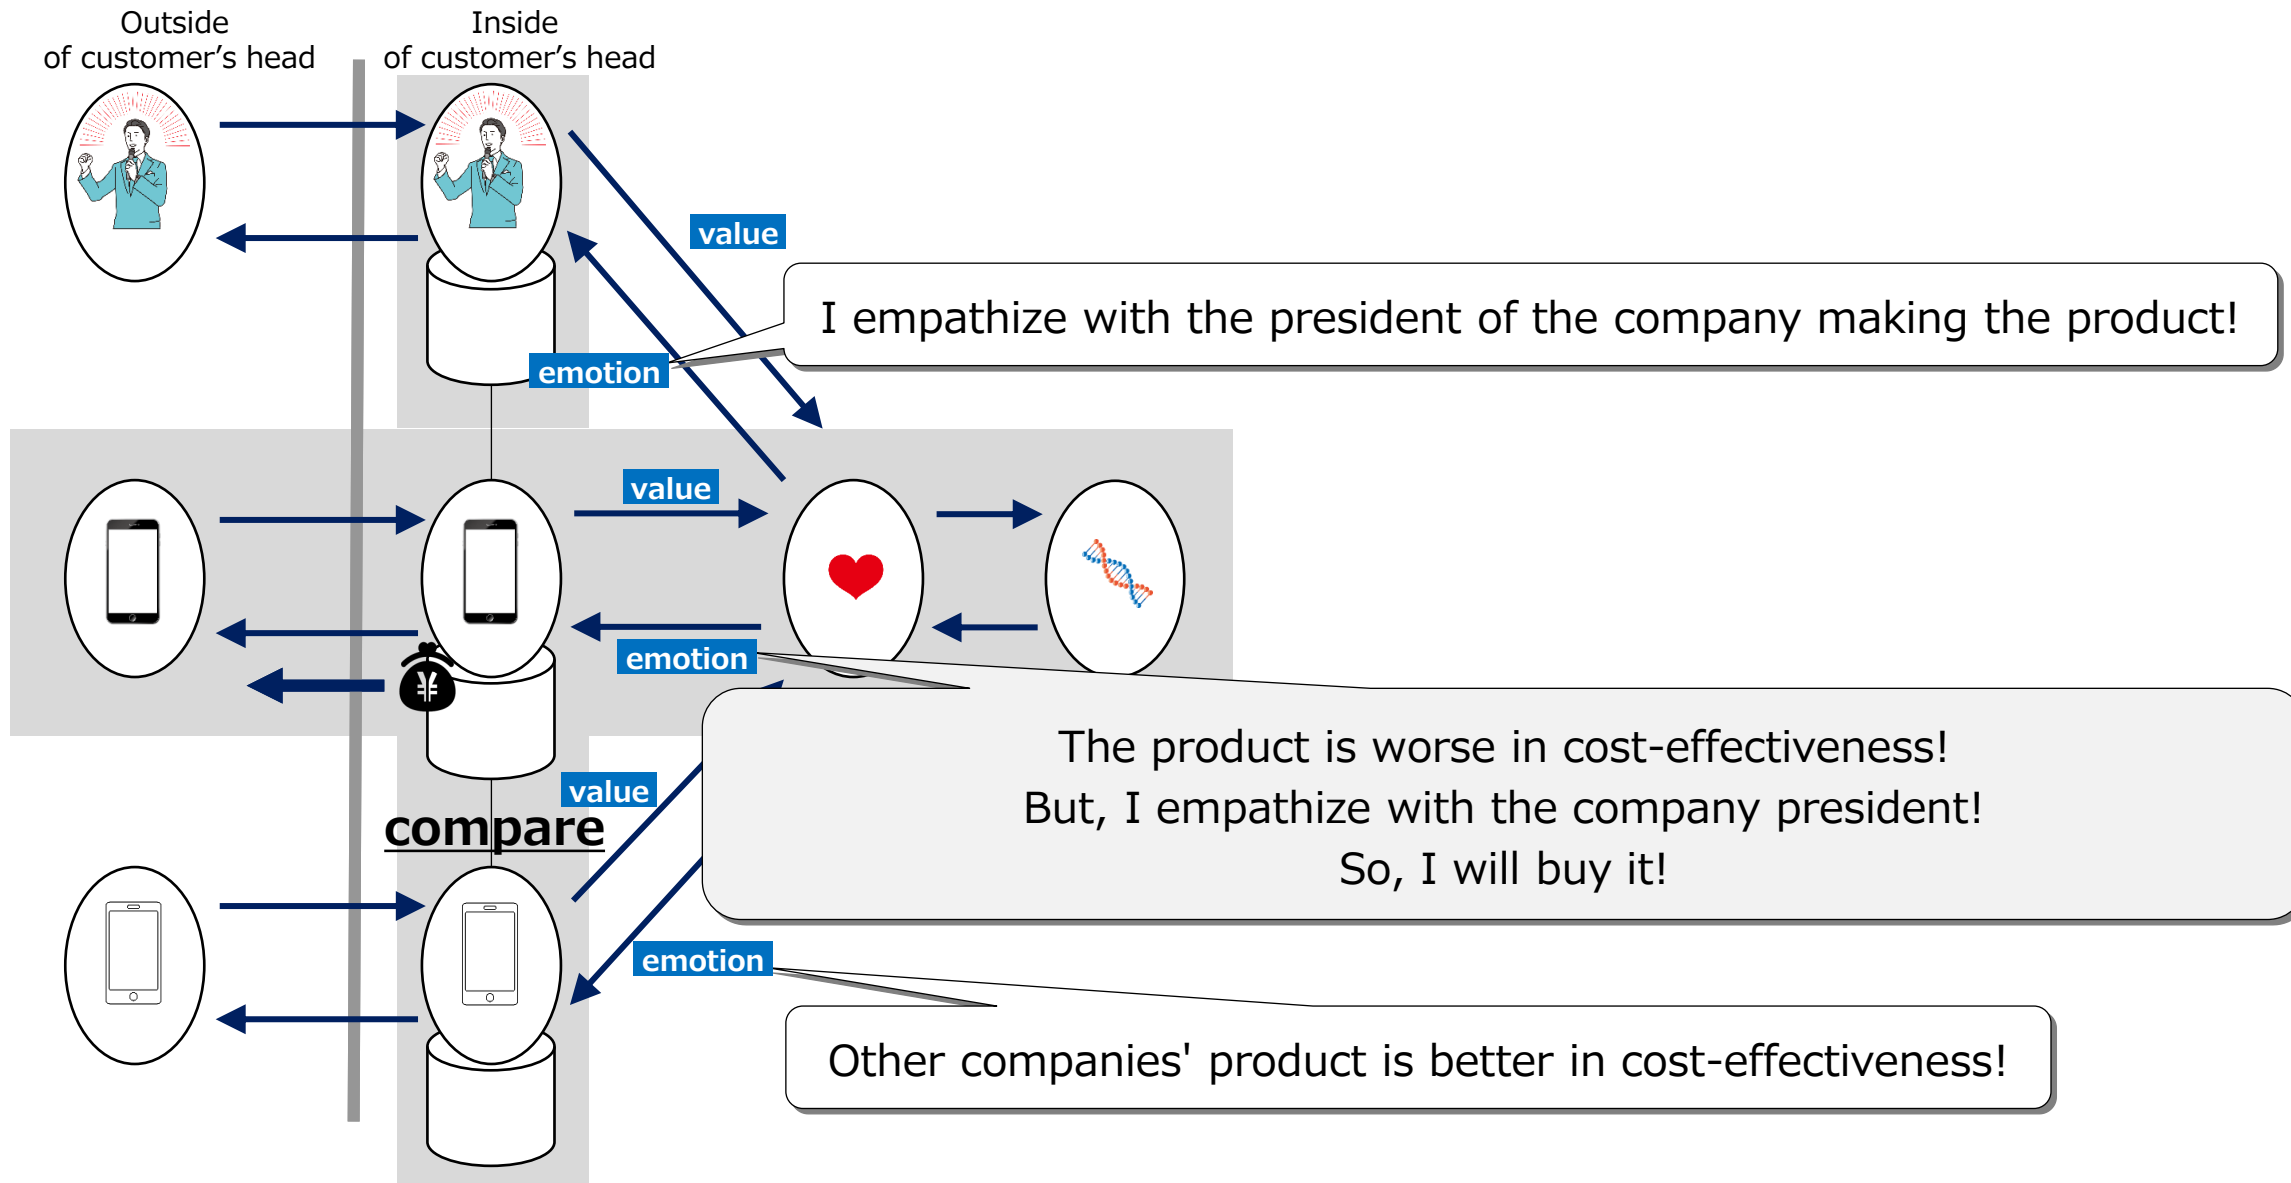 Outside
of customer’s head
Inside
of customer’s head
value
I empathize with the president of the company making the product!
emotion
value
emotion
¥
The product is worse in cost-effectiveness!
But, I empathize with the company president!
So, I will buy it!
value
compare
emotion
Other companies' product is better in cost-effectiveness!